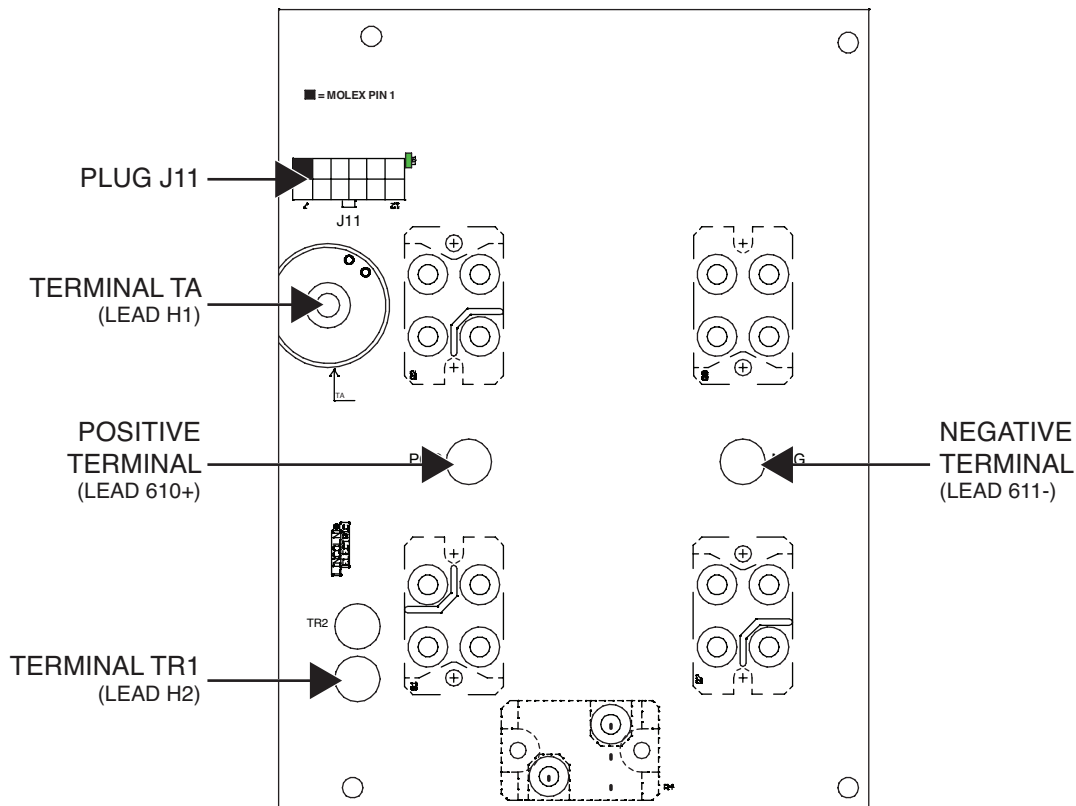 ■ = MOLEX PIN 1
PLUG J11
J11
TERMINAL TA
(LEAD H1)
TA
POSITIVE
TERMINAL
(LEAD 610+)
NEGATIVE
TERMINAL
(LEAD 611-)
TR2
TERMINAL TR1
(LEAD H2)